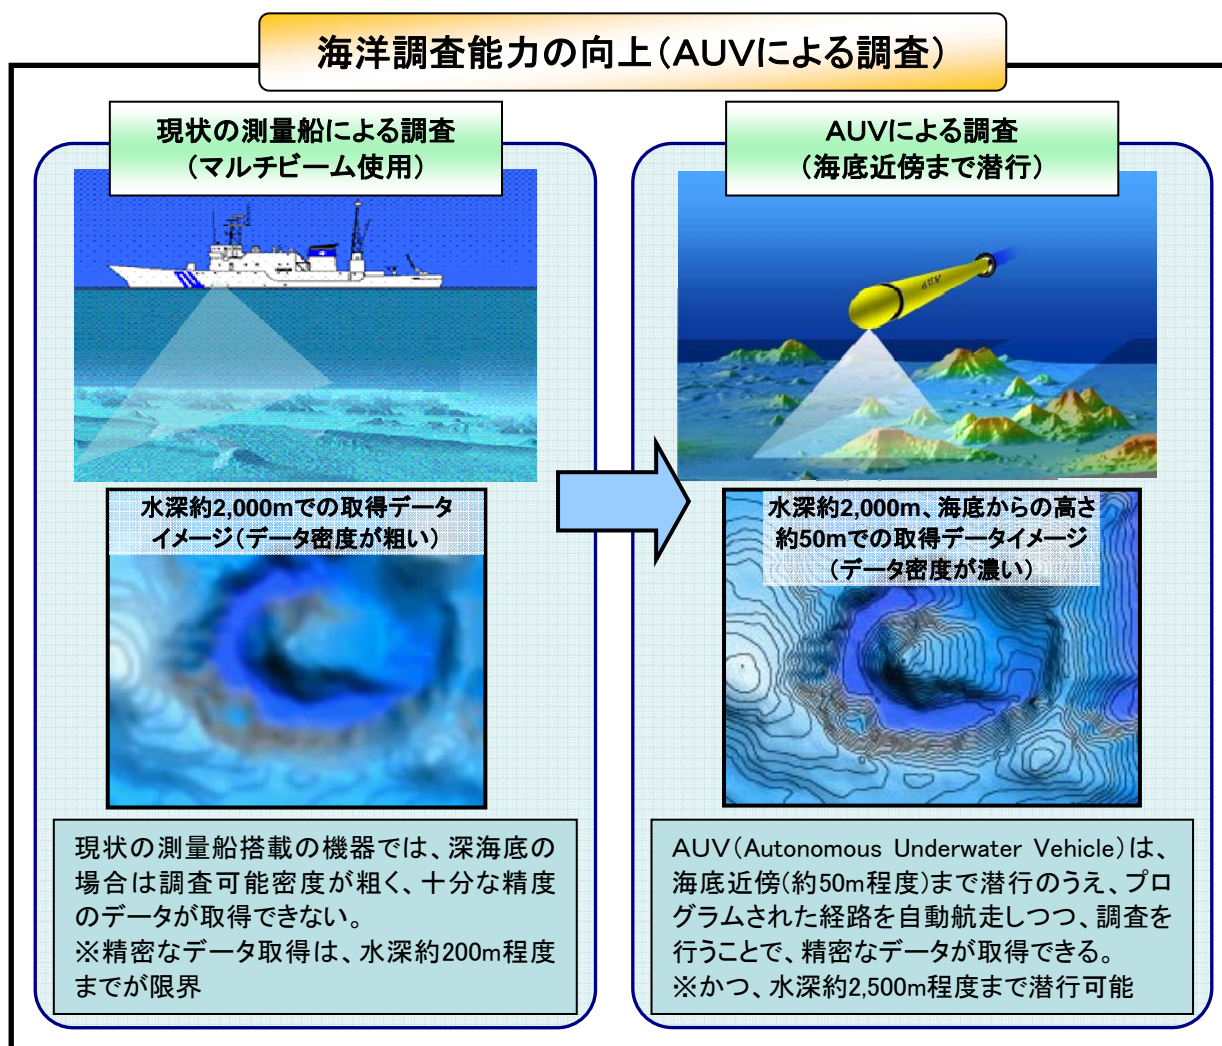 海洋調査能力の向上（ＡＵＶによる調査）
現状の測量船による調査
（マルチビーム使用）
水深約2,000mでの取得データ
イメージ（データ密度が粗い）
現状の測量船搭載の機器では、深海底の
場合は調査可能密度が粗く、十分な精度
のデータが取得できない。
※精密なデータ取得は、水深約200m程度
までが限界
ＡＵＶによる調査
（海底近傍まで潜行）
水深約2,000m、海底からの高さ
約50mでの取得データイメージ
（データ密度が濃い）
ＡＵＶ（Autonomous Underwater Vehicle）は、
海底近傍(約50m程度)まで潜行のうえ、プロ
グラムされた経路を自動航走しつつ、調査を
行うことで、精密なデータが取得できる。
※かつ、水深約2,500m程度まで潜行可能